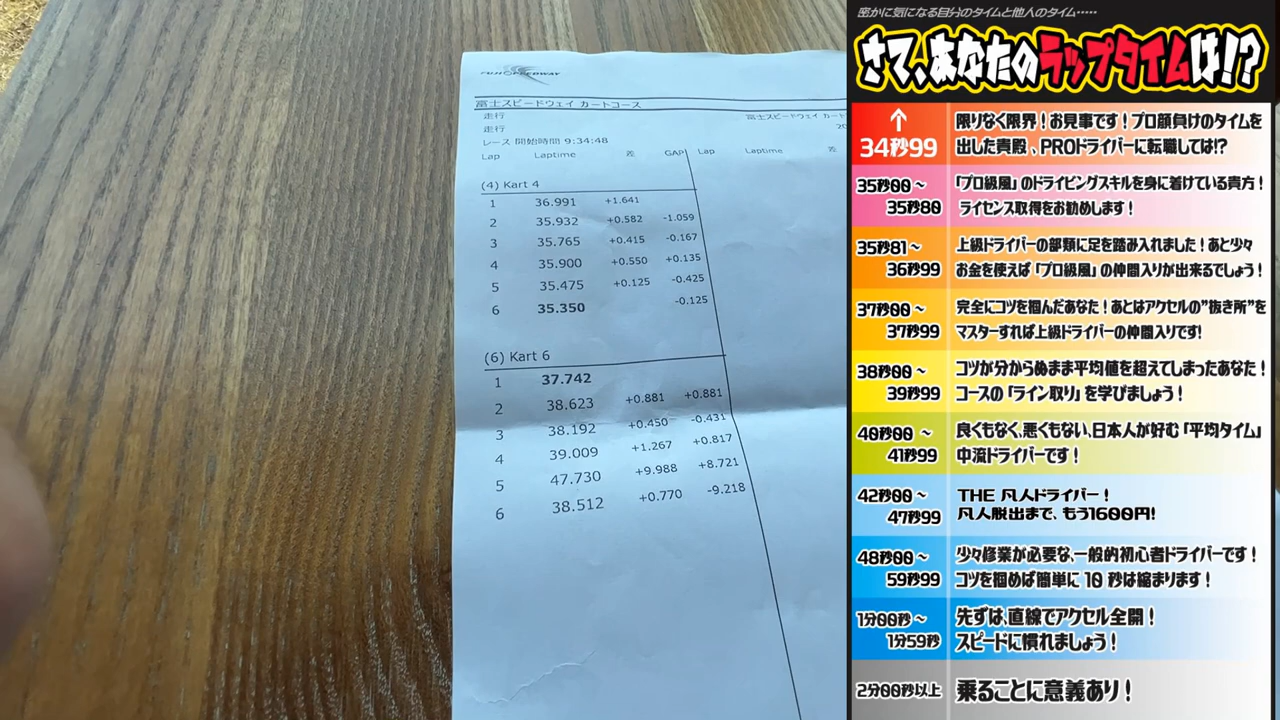 FUJI SPEEDWAY
富士スピードウェイ カートコース
走行
富士スピードウェイ カート
走行
20
レース 開始時間 9:34:48
Lap Laptime 差 GAP Lap Laptime 差
(4) Kart 4
1 36.991 +1.641
2 35.932 +0.582 -1.059
3 35.765 +0.415 -0.167
4 35.900 +0.550 +0.135
5 35.475 +0.125 -0.425
6 35.350 -0.125
(6) Kart 6
1 37.742
2 38.623 +0.881 +0.881
3 38.192 +0.450 -0.431
4 39.009 +1.267 +0.817
5 47.730 +9.988 +8.721
6 38.512 +0.770 -9.218
密かに気になる自分のタイムと他人のタイム・・・・・
さて、あなたのラップタイムは!?
↑
34秒99
限りなく限界!お見事です!プロ顔負けのタイムを
出した貴殿、PROドライバーに転職しては!?
35秒00~
35秒80
「プロ級風」のドライビングスキルを身に着けている貴方!
ライセンス取得をお勧めします!
35秒81~
36秒99
上級ドライバーの部類に足を踏み入れました!あと少々
お金を使えば「プロ級風」の仲間入りが出来るでしょう!
37秒00~
37秒99
完全にコツを掴んだあなた!あとはアクセルの"抜き所"を
マスターすれば上級ドライバーの仲間入りです!
38秒00~
39秒99
コツが分からぬまま平均値を超えてしまったあなた!
コースの「ライン取り」を学びましょう!
40秒00~
41秒99
良くもなく、悪くもない、日本人が好む「平均タイム」
中流ドライバーです!
42秒00~
47秒99
THE 凡人ドライバー!
凡人脱出まで、もう1600円!
48秒00~
59秒99
少々修業が必要な、一般的初心者ドライバーです!
コツを掴めば簡単に 10 秒は縮まります!
1分00秒~
1分59秒
先ずは、直線でアクセル全開!
スピードに慣れましょう!
2分00秒以上
乗ることに意義あり!